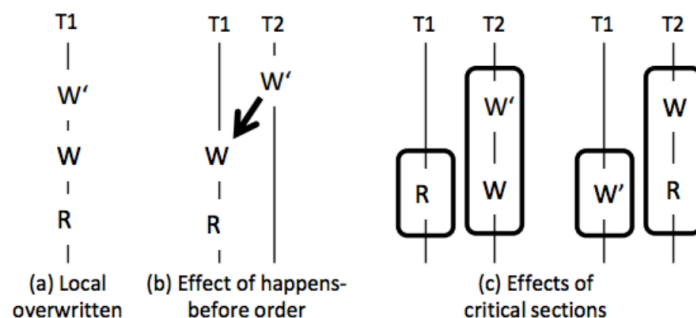 T1
W‘
W
R
(a) Local
overwritten
T1 T2
W‘
W
R
(b) Effect of happens-
before order
T1 T2
W‘
R W
T1 T2
W
W’ R
(c) Effects of
critical sections